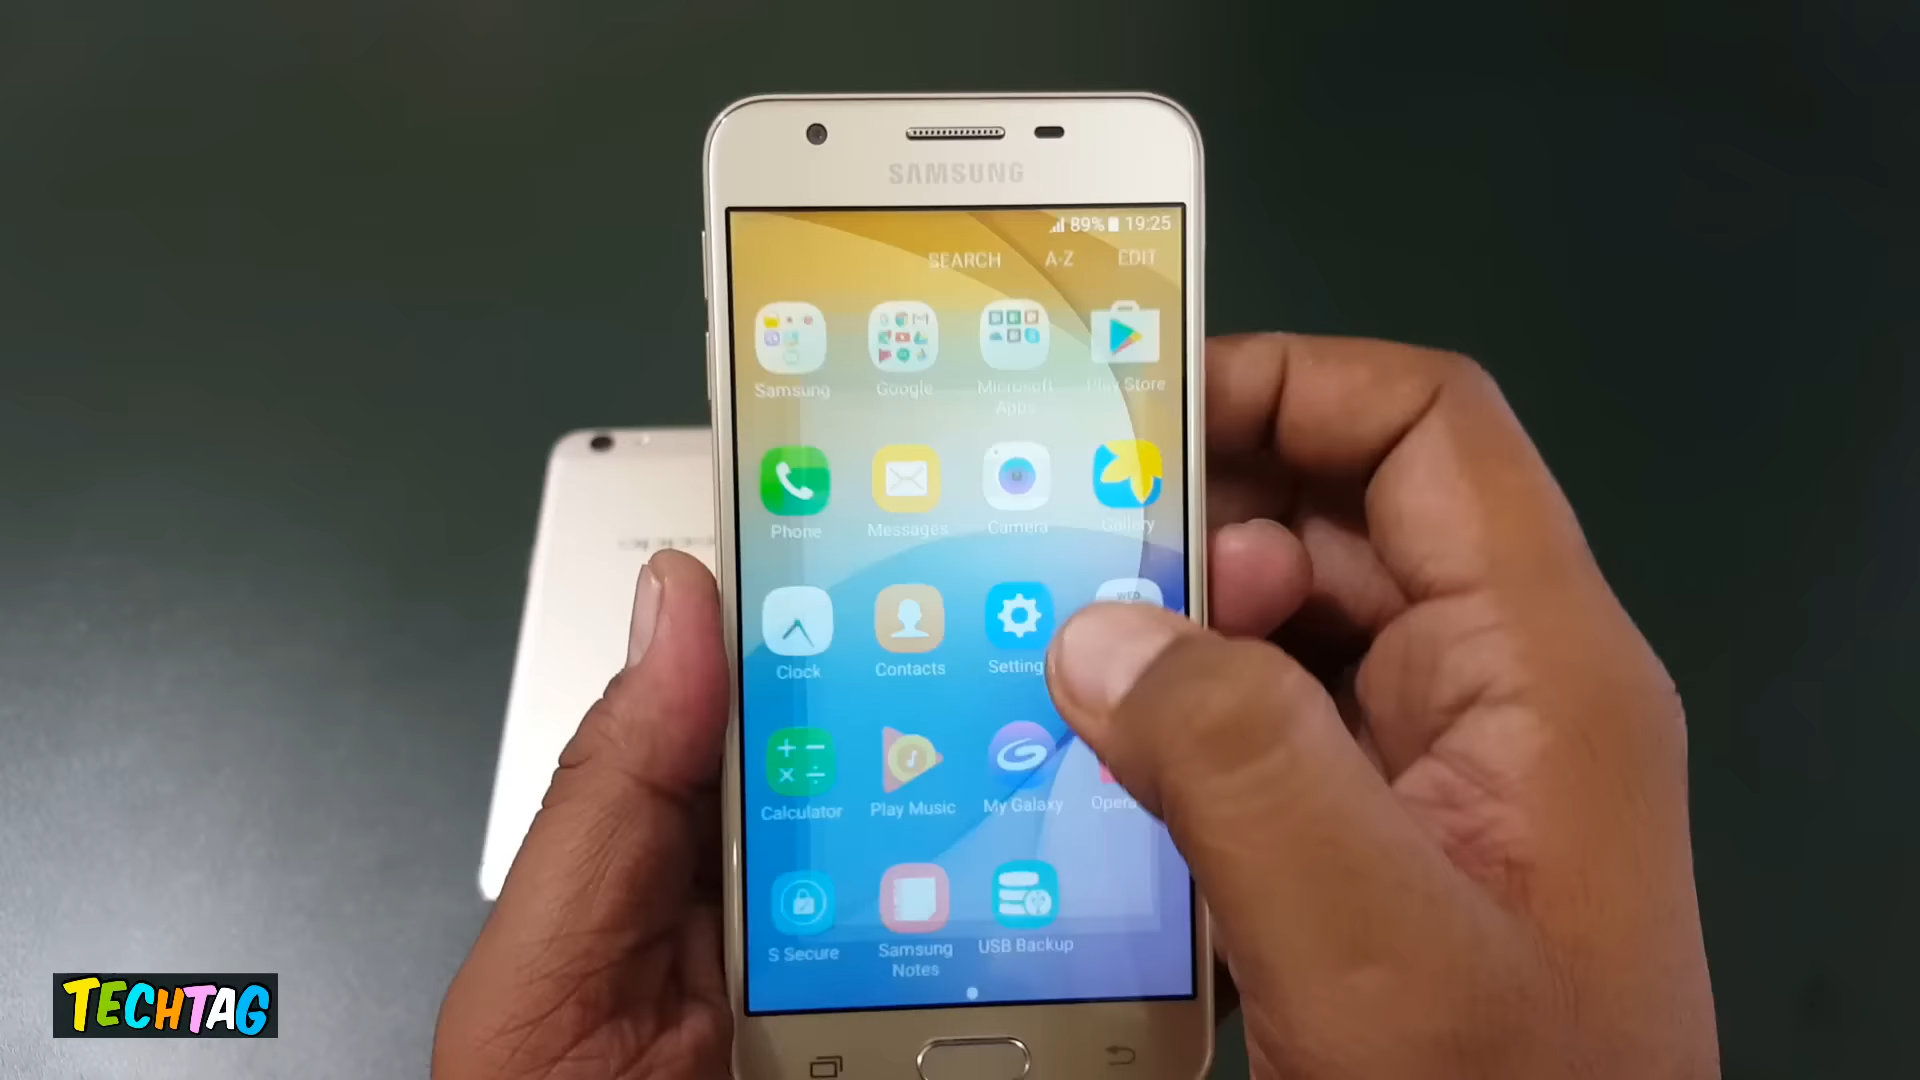 SAMSUNG
89% 19:25
SEARCH A-Z EDIT
Samsung Google Microsoft Apps Play Store
Phone Messages Camera Gallery
WED
Clock Contacts Setting
Calculator Play Music My Galaxy Opera
S Secure Samsung Notes USB Backup
TECHTAG